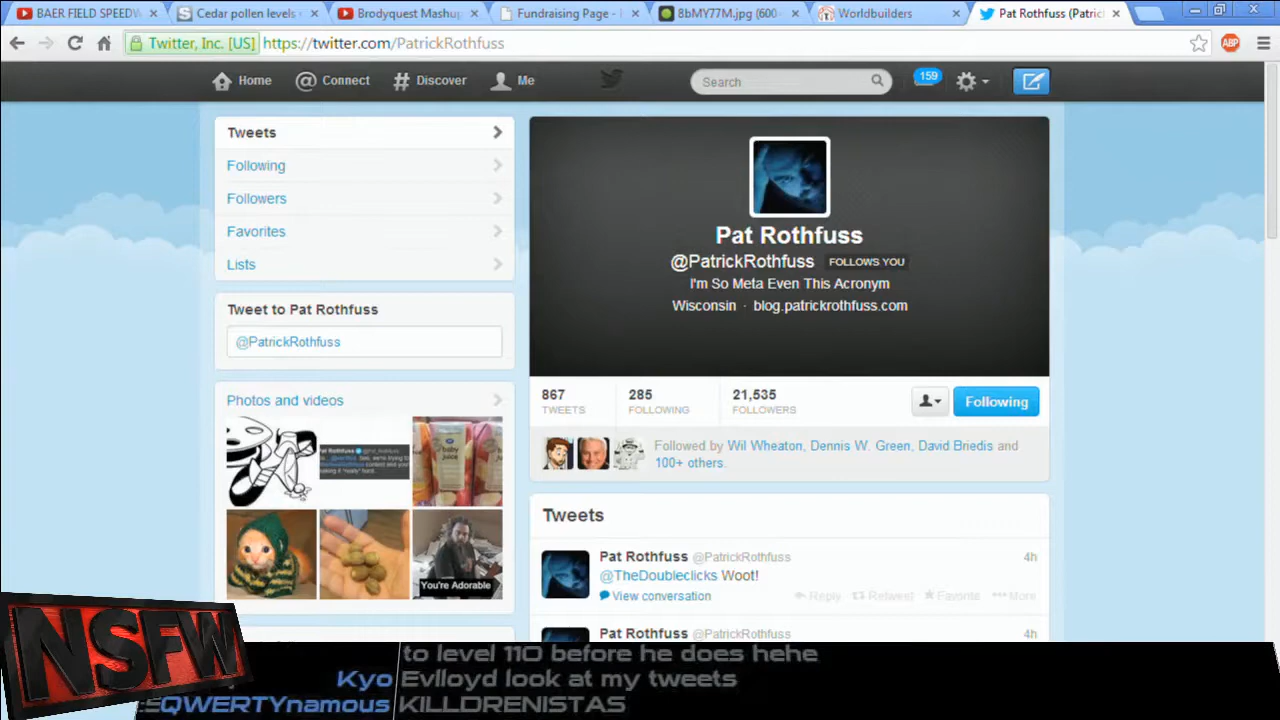 BAER FIELD SPEEDW
Cedar pollen levels
Brodyquest Mashup
Fundraising Page -
8bMY77M.jpg (600
Worldbuilders
Pat Rothfuss (Patric
Twitter, Inc. [US] https://twitter.com/PatrickRothfuss
ABP
Home
@ Connect
# Discover
Me
Search
159
Tweets
Following
Followers
Favorites
Lists
Tweet to Pat Rothfuss
@PatrickRothfuss
Photos and videos
baby juice
You're Adorable
Pat Rothfuss
@PatrickRothfuss FOLLOWS YOU
I'm So Meta Even This Acronym
Wisconsin · blog.patrickrothfuss.com
867
TWEETS
285
FOLLOWING
21,535
FOLLOWERS
Following
Followed by Wil Wheaton, Dennis W. Green, David Briedis and
100+ others.
Tweets
Pat Rothfuss @PatrickRothfuss 4h
@TheDoubleclicks Woot!
View conversation Reply Retweet Favorite More
Pat Rothfuss @PatrickRothfuss 4h
NSFW
to level 110 before he does hehe
Kyo Evlloyd look at my tweets
QWERTYnamous KILLDRENISTAS